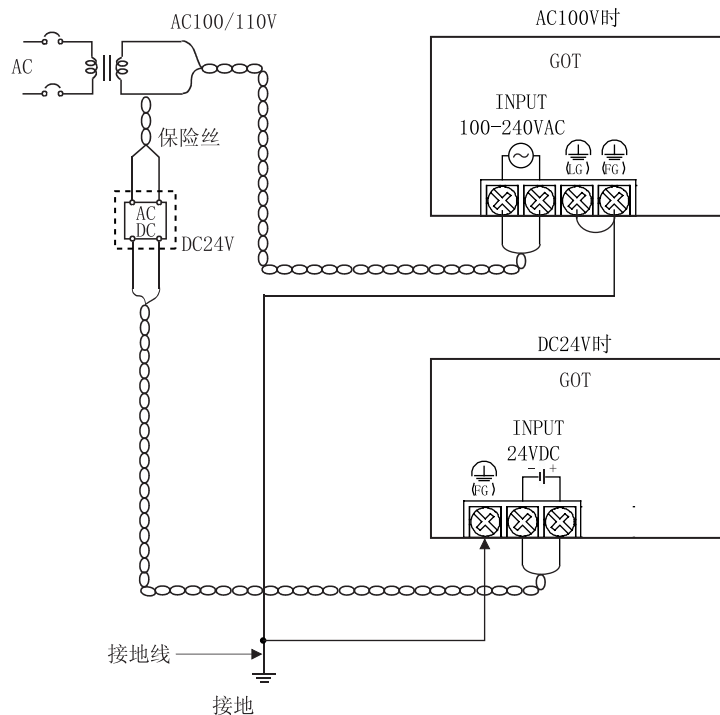 AC100/110V
AC
保险丝
AC
DC
DC24V
AC100V时
GOT
INPUT
100-240VAC
(LG)
(FG)
DC24V时
GOT
INPUT
24VDC
- +
(FG)
接地线
接地